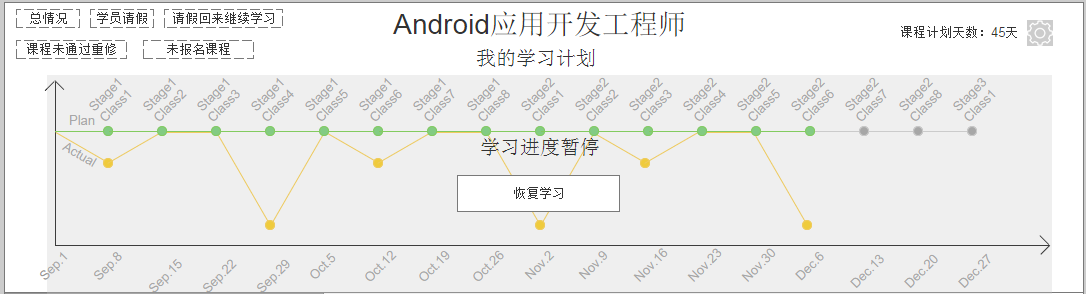 总情况 学员请假 请假回来继续学习
Android应用开发工程师
课程计划天数：45天
课程未通过重修 未报名课程
我的学习计划
Stage1 Class1
Stage1 Class2
Stage1 Class3
Stage1 Class4
Stage1 Class5
Stage1 Class6
Stage1 Class7
Stage1 Class8
Stage2 Class1
Stage2 Class2
Stage2 Class3
Stage2 Class4
Stage2 Class5
Stage2 Class6
Stage2 Class7
Stage2 Class8
Stage3 Class1
Plan
Actual
学习进度暂停
恢复学习
Sep.1 Sep.8 Sep.15 Sep.22 Sep.29 Oct.5 Oct.12 Oct.19 Oct.26 Nov.2 Nov.9 Nov.16 Nov.23 Nov.30 Dec.6 Dec.13 Dec.20 Dec.27